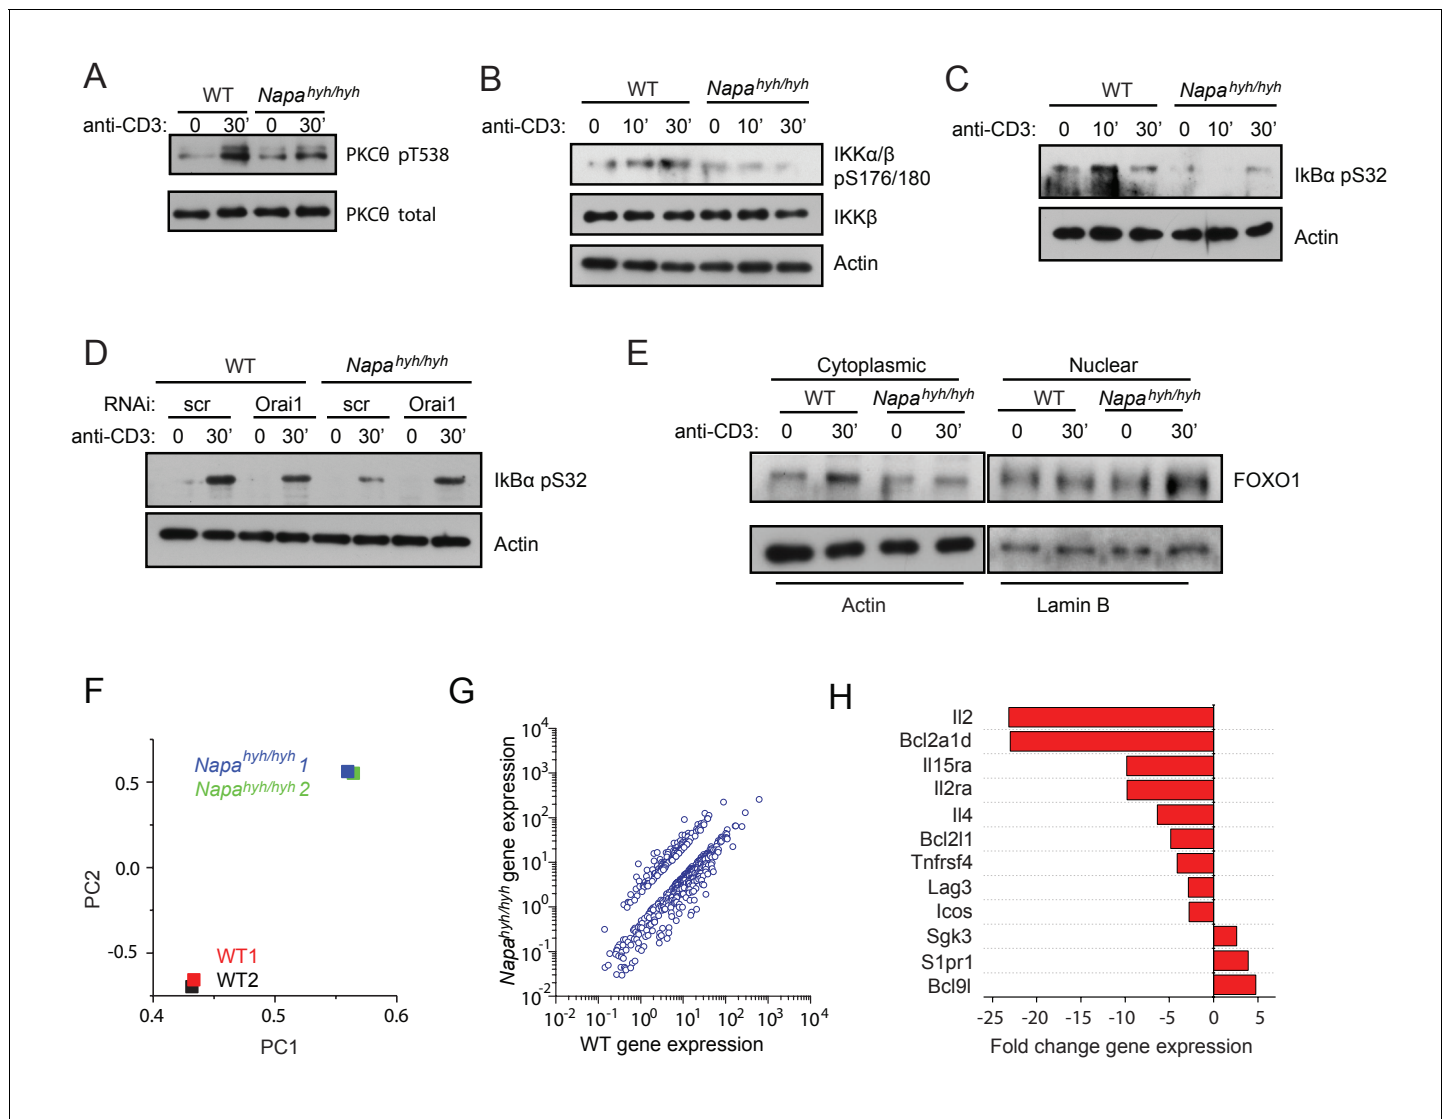 A
WT Napa hyh/hyh
anti-CD3: 0 30’ 0 30’
PKCθ pT538
PKCθ total
B
WT Napa hyh/hyh
anti-CD3: 0 10’ 30’ 0 10’ 30’
IKKα/β
pS176/180
IKKβ
Actin
C
WT Napa hyh/hyh
anti-CD3: 0 10’ 30’ 0 10’ 30’
IkBα pS32
Actin
D
WT Napa hyh/hyh
RNAi: scr Orai1 scr Orai1
anti-CD3: 0 30’ 0 30’ 0 30’ 0 30’
IkBα pS32
Actin
E
Cytoplasmic Nuclear
WT Napa hyh/hyh WT Napa hyh/hyh
anti-CD3: 0 30’ 0 30’ 0 30’ 0 30’
FOXO1
Actin Lamin B
F
Napa hyh/hyh 1
Napa hyh/hyh 2
WT1
WT2
PC2
0.5
0.0
-0.5
0.4 0.5 0.6
PC1
G
Napa hyh/hyh gene expression
10^4
10^3
10^2
10^1
10^0
10^-1
10^-2
10^-2 10^-1 10^0 10^1 10^2 10^3 10^4
WT gene expression
H
Il2
Bcl2a1d
Il15ra
Il2ra
Il4
Bcl2l1
Tnfrsf4
Lag3
Icos
Sgk3
S1pr1
Bcl9l
-25 -20 -15 -10 -5 0 5
Fold change gene expression